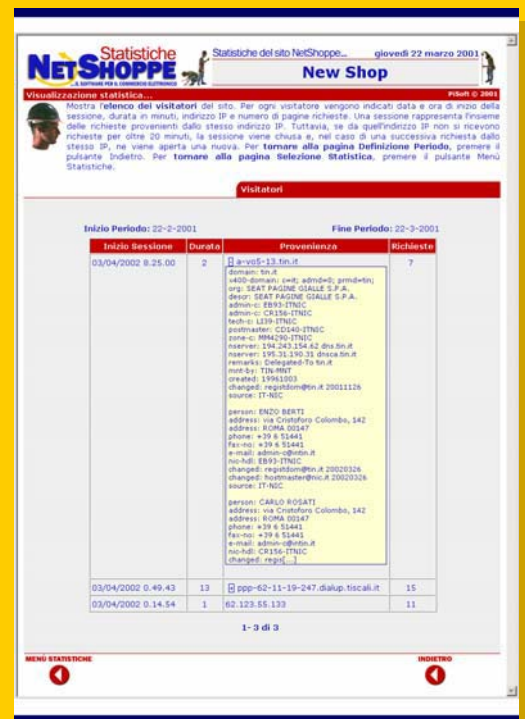 Statistiche
NETSHOPPE
...IL SOFTWARE PER IL COMMERCIO ELETTRONICO
Statistiche del sito NetShoppe...
giovedì 22 marzo 2001
New Shop
Visualizzazione statistica...
PiSoft © 2001
Mostra l'elenco dei visitatori del sito. Per ogni visitatore vengono indicati data e ora di inizio della
sessione, durata in minuti, indirizzo IP e numero di pagine richieste. Una sessione rappresenta l'insieme
delle richieste provenienti dallo stesso indirizzo IP. Tuttavia, se da quell'indirizzo IP non si ricevono
richieste per oltre 20 minuti, la sessione viene chiusa e, nel caso di una successiva richiesta dallo
stesso IP, ne viene aperta una nuova. Per tornare alla pagina Definizione Periodo, premere il
pulsante Indietro. Per tornare alla pagina Selezione Statistica, premere il pulsante Menù
Statistiche.
Visitatori
Inizio Periodo: 22-2-2001 Fine Periodo: 22-3-2001
Inizio Sessione Durata Provenienza Richieste
03/04/2002 8.25.00 2 a-vo5-13.tin.it 7
domain: tin.it
x400-domain: c=it; admd=0; prmd=tin;
org: SEAT PAGINE GIALLE S.P.A.
descr: SEAT PAGINE GIALLE S.P.A.
admin-c: EB93-ITNIC
admin-c: CR156-ITNIC
tech-c: LI39-ITNIC
postmaster: CD140-ITNIC
zone-c: MM4290-ITNIC
nserver: 194.243.154.62 dns.tin.it
nserver: 195.31.190.31 dnsca.tin.it
remarks: Delegated-To tin.it
mnt-by: TIN-MNT
created: 19961003
changed: registdom@tin.it 20011126
source: IT-NIC
person: ENZO BERTI
address: via Cristoforo Colombo, 142
address: ROMA 00147
phone: +39 6 51441
fax-no: +39 6 51441
e-mail: admin-c@intin.it
nic-hdl: EB93-ITNIC
changed: registdom@tin.it 20020326
changed: hostmaster@nic.it 20020326
source: IT-NIC
person: CARLO ROSATI
address: via Cristoforo Colombo, 142
address: ROMA 00147
phone: +39 6 51441
fax-no: +39 6 51441
e-mail: admin-c@intin.it
nic-hdl: CR156-ITNIC
changed: regis[...]
03/04/2002 0.49.43 13 ppp-62-11-19-247.dialup.tiscali.it 15
03/04/2002 0.14.54 1 62.123.55.133 11
1- 3 di 3
MENÙ STATISTICHE
INDIETRO